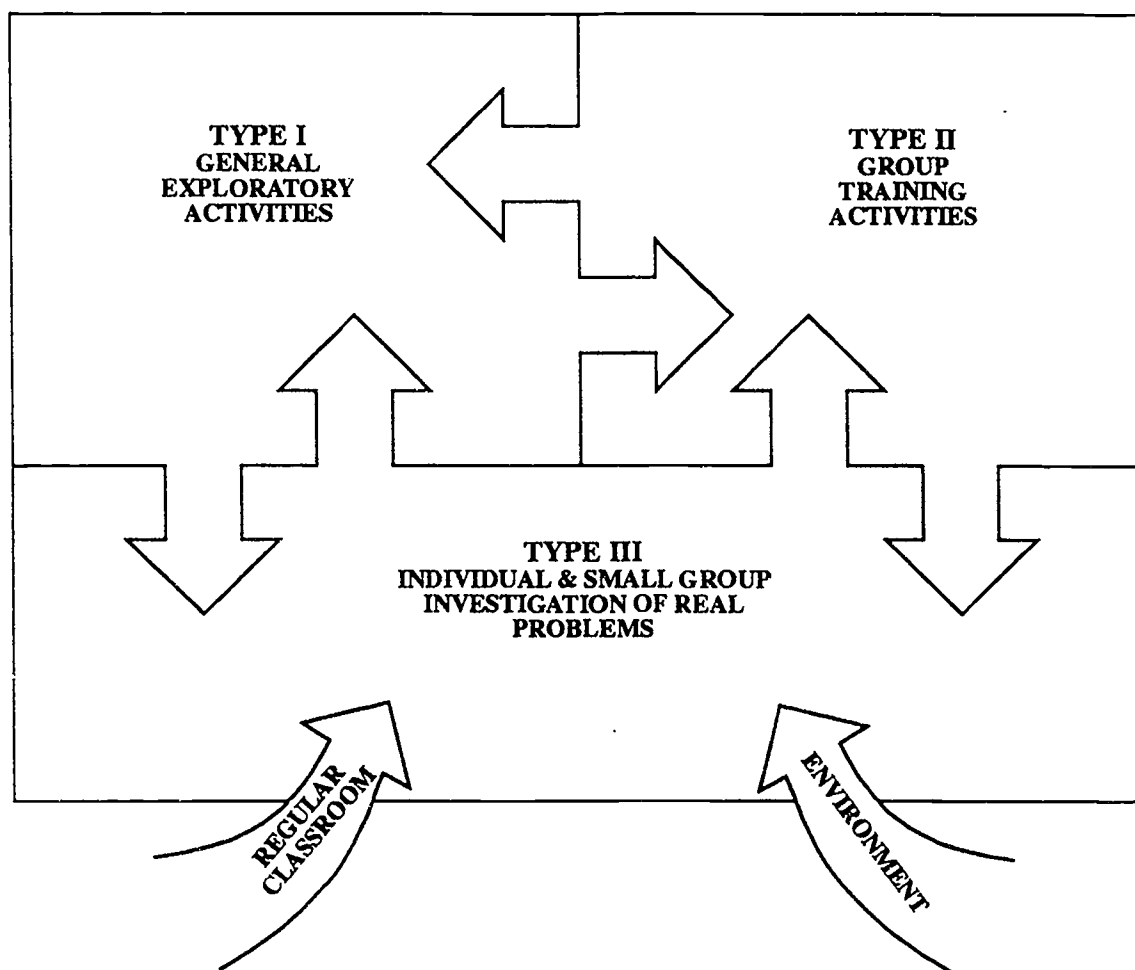 TYPE I
GENERAL
EXPLORATORY
ACTIVITIES
TYPE II
GROUP
TRAINING
ACTIVITIES
TYPE III
INDIVIDUAL & SMALL GROUP
INVESTIGATION OF REAL
PROBLEMS
REGULAR
CLASSROOM
ENVIRONMENT